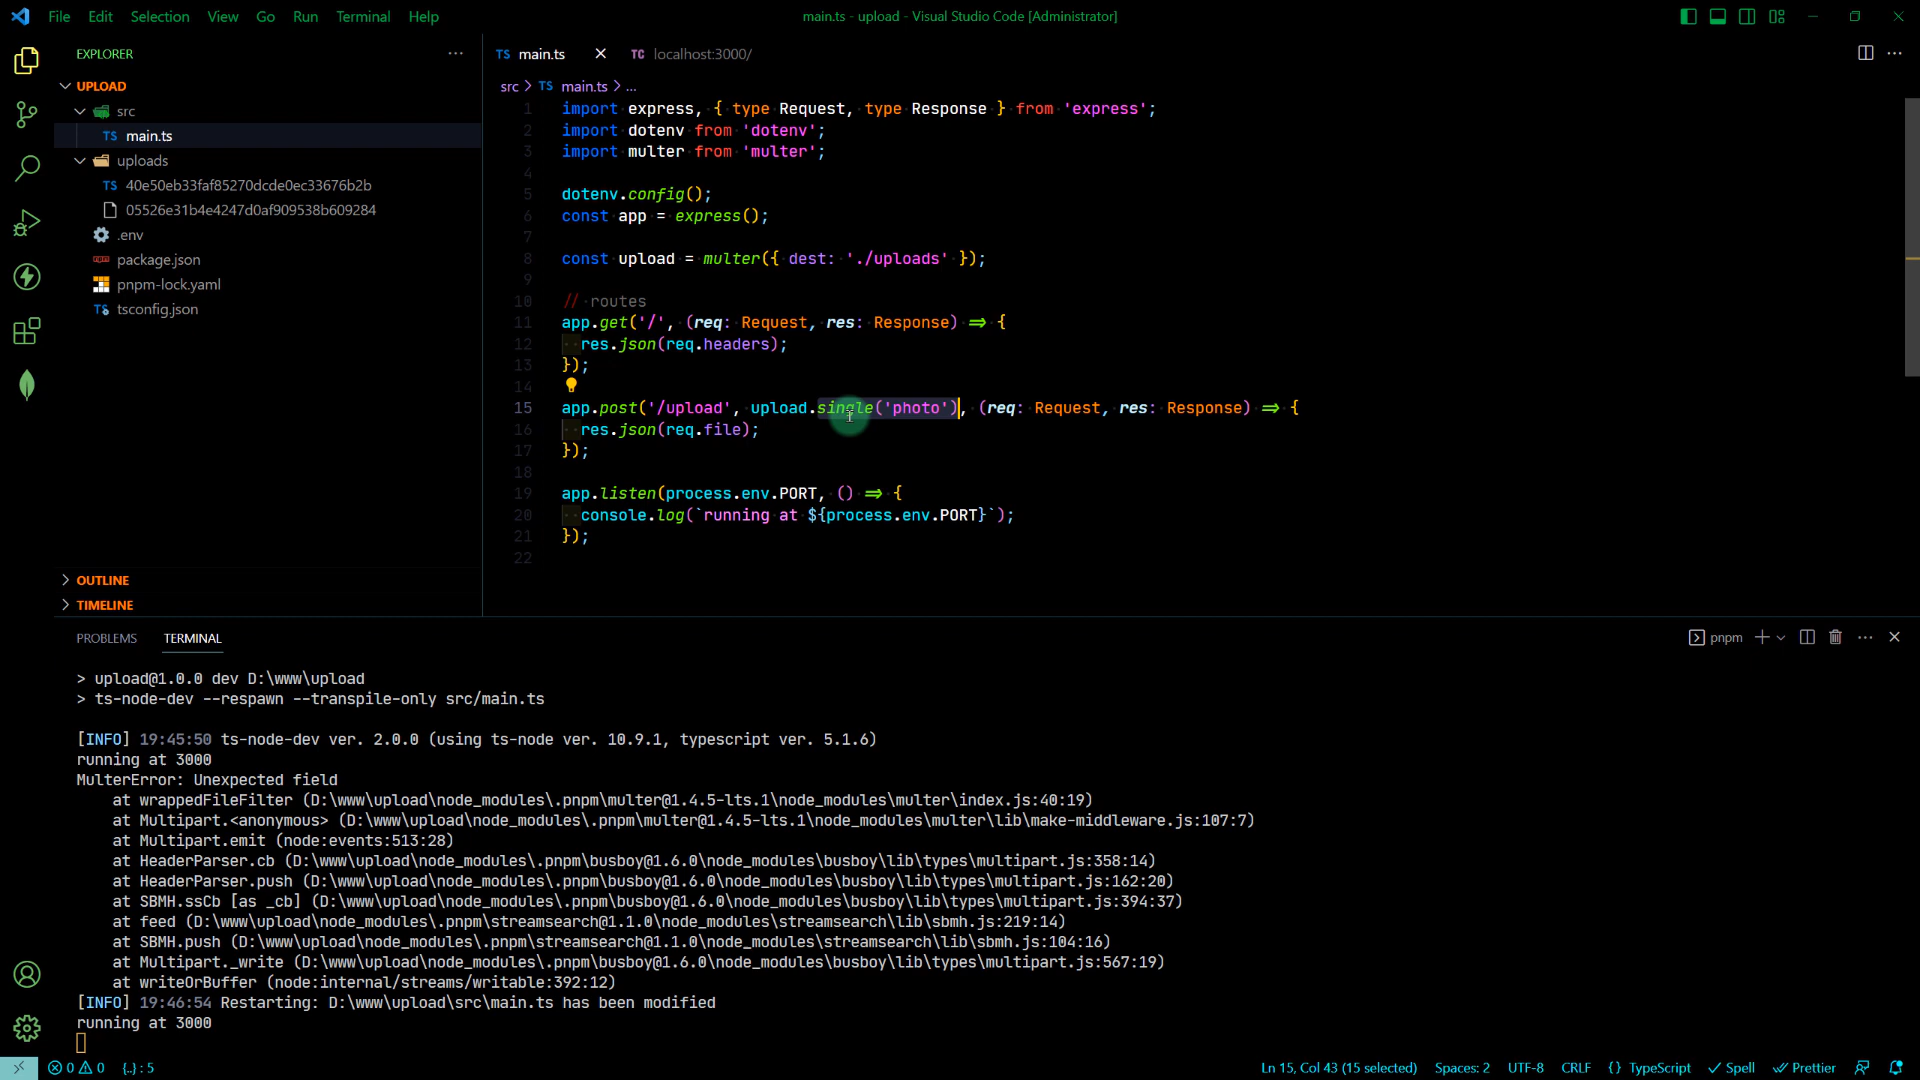 File Edit Selection View Go Run Terminal Help
main.ts - upload - Visual Studio Code [Administrator]
EXPLORER
UPLOAD
src
TS main.ts
uploads
TS 40e50eb33faf85270dcde0ec33676b2b
05526e31b4e4247d0af909538b609284
.env
package.json
pnpm-lock.yaml
TS tsconfig.json
OUTLINE
TIMELINE
TS main.ts
TC localhost:3000/
src > TS main.ts > ...
1 import express, { type Request, type Response } from 'express';
2 import dotenv from 'dotenv';
3 import multer from 'multer';
4
5 dotenv.config();
6 const app = express();
7
8 const upload = multer({ dest: './uploads' });
9
10 // routes
11 app.get('/', (req: Request, res: Response) => {
12 res.json(req.headers);
13 });
14
15 app.post('/upload', upload.single('photo'), (req: Request, res: Response) => {
16 res.json(req.file);
17 });
18
19 app.listen(process.env.PORT, () => {
20 console.log(`running at ${process.env.PORT}`);
21 });
22
PROBLEMS TERMINAL
pnpm
> upload@1.0.0 dev D:\www\upload
> ts-node-dev --respawn --transpile-only src/main.ts
[INFO] 19:45:50 ts-node-dev ver. 2.0.0 (using ts-node ver. 10.9.1, typescript ver. 5.1.6)
running at 3000
MulterError: Unexpected field
at wrappedFileFilter (D:\www\upload\node_modules\.pnpm\multer@1.4.5-lts.1\node_modules\multer\index.js:40:19)
at Multipart.<anonymous> (D:\www\upload\node_modules\.pnpm\multer@1.4.5-lts.1\node_modules\multer\lib\make-middleware.js:107:7)
at Multipart.emit (node:events:513:28)
at HeaderParser.cb (D:\www\upload\node_modules\.pnpm\busboy@1.6.0\node_modules\busboy\lib\types\multipart.js:358:14)
at HeaderParser.push (D:\www\upload\node_modules\.pnpm\busboy@1.6.0\node_modules\busboy\lib\types\multipart.js:162:20)
at SBMH.ssCb [as _cb] (D:\www\upload\node_modules\.pnpm\busboy@1.6.0\node_modules\busboy\lib\types\multipart.js:394:37)
at feed (D:\www\upload\node_modules\.pnpm\streamsearch@1.1.0\node_modules\streamsearch\lib\sbmh.js:219:14)
at SBMH.push (D:\www\upload\node_modules\.pnpm\streamsearch@1.1.0\node_modules\streamsearch\lib\sbmh.js:104:16)
at Multipart._write (D:\www\upload\node_modules\.pnpm\busboy@1.6.0\node_modules\busboy\lib\types\multipart.js:567:19)
at writeOrBuffer (node:internal/streams/writable:392:12)
[INFO] 19:46:54 Restarting: D:\www\upload\src\main.ts has been modified
running at 3000
0 0 {..} : 5
Ln 15, Col 43 (15 selected) Spaces: 2 UTF-8 CRLF {} TypeScript Spell Prettier